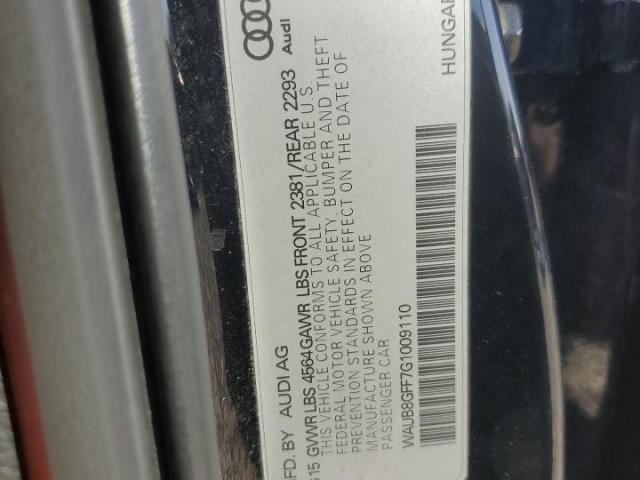 MFD. BY AUDI AG
Audi
HUNGAR
15 GVWR LBS 4564 GAWR LBS FRONT 2381/REAR 2293
THIS VEHICLE CONFORMS TO ALL APPLICABLE U.S.
FEDERAL MOTOR VEHICLE SAFETY, BUMPER AND THEFT
PREVENTION STANDARDS IN EFFECT ON THE DATE OF
MANUFACTURE SHOWN ABOVE
PASSENGER CAR
WAUB8GFF7G1009110